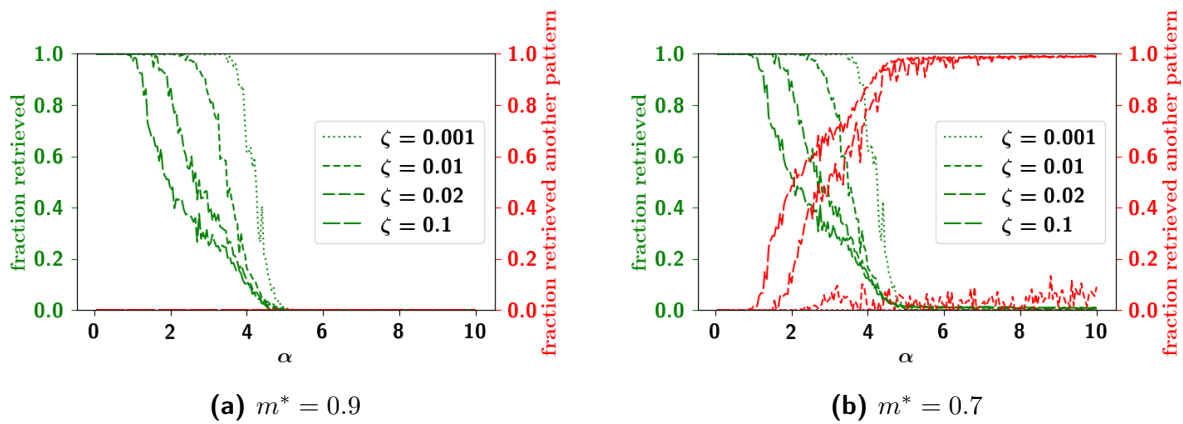 1.0
0.8
0.6
0.4
0.2
0.0
fraction retrieved
0 2 4 6 8 10
α
ζ = 0.001
ζ = 0.01
ζ = 0.02
ζ = 0.1
1.0
0.8
0.6
0.4
0.2
0.0
fraction retrieved another pattern
(a) m* = 0.9
1.0
0.8
0.6
0.4
0.2
0.0
fraction retrieved
0 2 4 6 8 10
α
ζ = 0.001
ζ = 0.01
ζ = 0.02
ζ = 0.1
1.0
0.8
0.6
0.4
0.2
0.0
fraction retrieved another pattern
(b) m* = 0.7